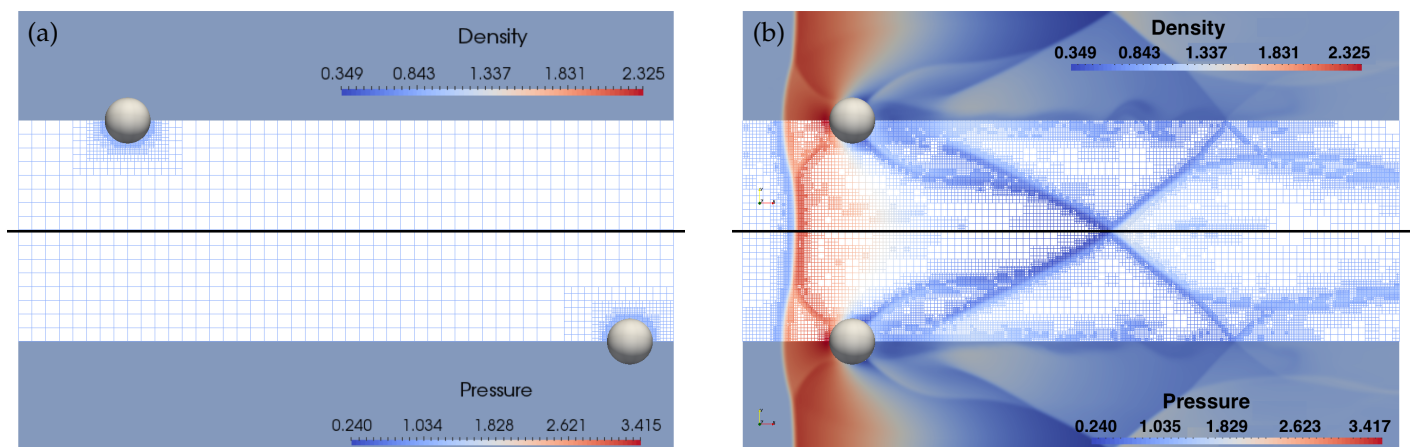 (a)
Density
0.349 0.843 1.337 1.831 2.325
Pressure
0.240 1.034 1.828 2.621 3.415
(b)
Density
0.349 0.843 1.337 1.831 2.325
Pressure
0.240 1.035 1.829 2.623 3.417